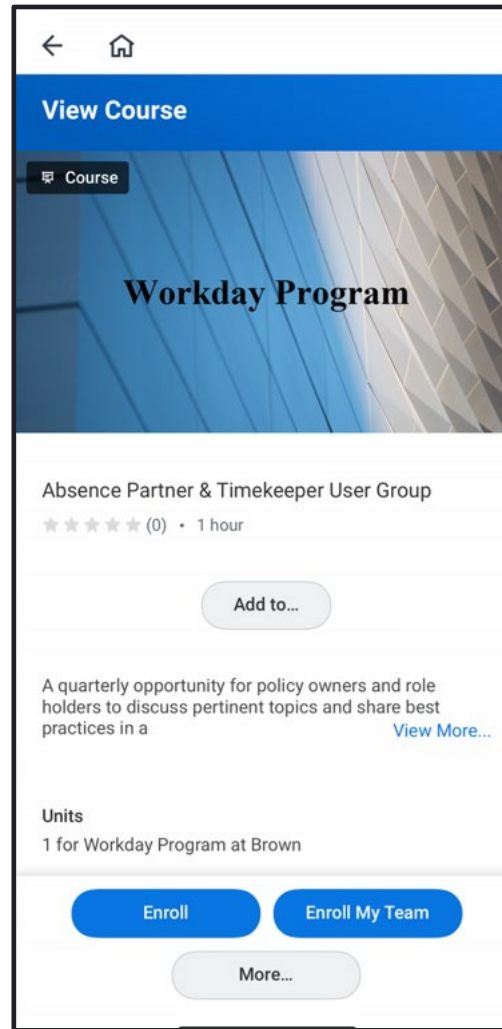 View Course
Course
Workday Program
Absence Partner & Timekeeper User Group
(0) • 1 hour
Add to...
A quarterly opportunity for policy owners and role
holders to discuss pertinent topics and share best
practices in a View More...
Units
1 for Workday Program at Brown
Enroll Enroll My Team
More...